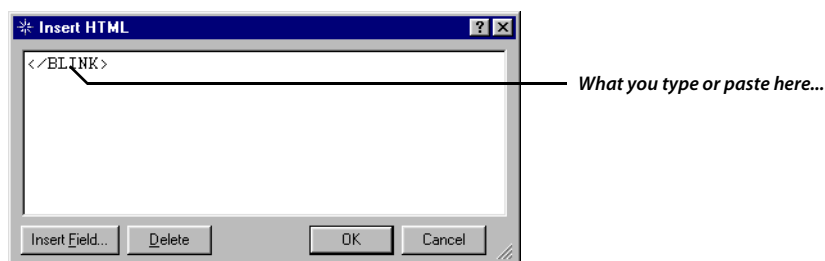 Insert HTML
</BLINK>
What you type or paste here...
Insert Field... Delete OK Cancel